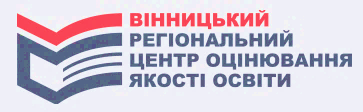 ВІННИЦЬКИЙ
РЕГІОНАЛЬНИЙ
ЦЕНТР ОЦІНЮВАННЯ
ЯКОСТІ ОСВІТИ